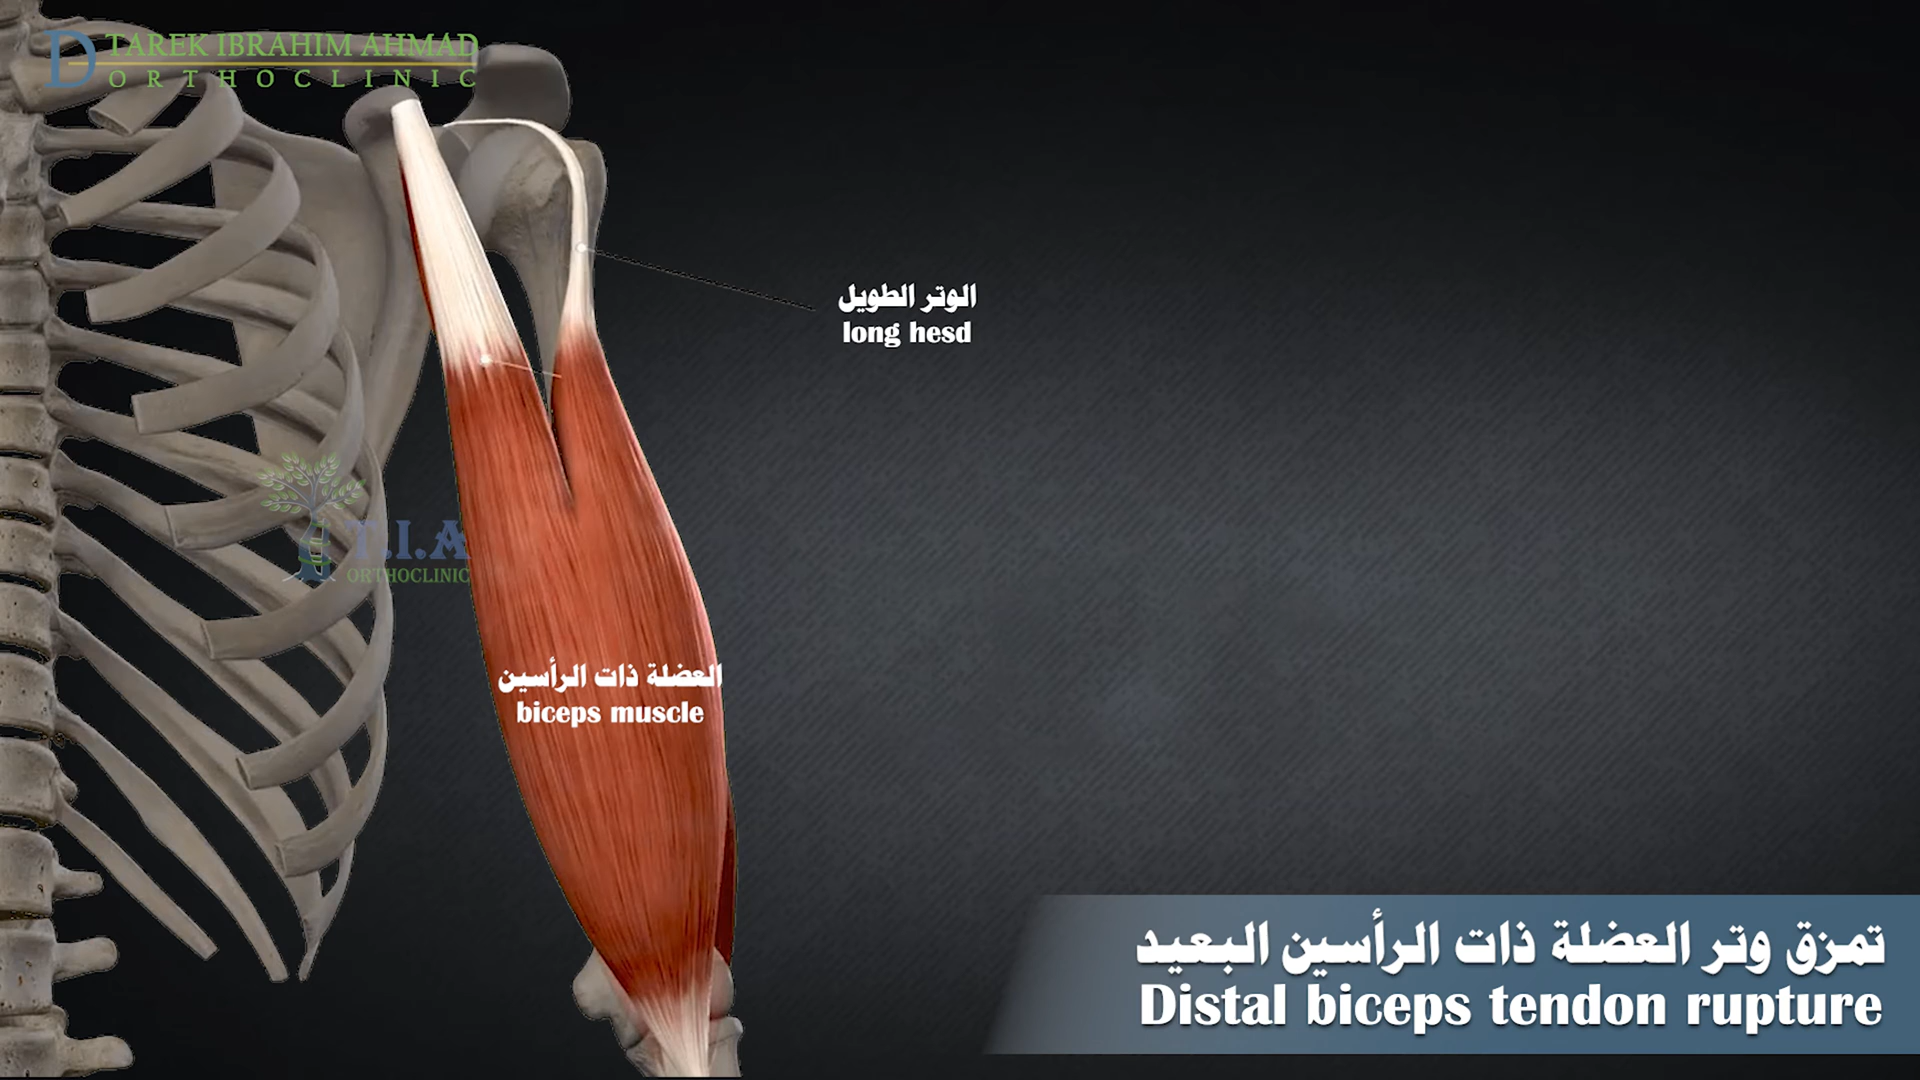 D TAREK IBRAHIM AHMAD
ORTHOCLINIC
الوتر الطويل
long hesd
T.I.A
ORTHOCLINIC
العضلة ذات الرأسين
biceps muscle
تمزق وتر العضلة ذات الرأسين البعيد
Distal biceps tendon rupture